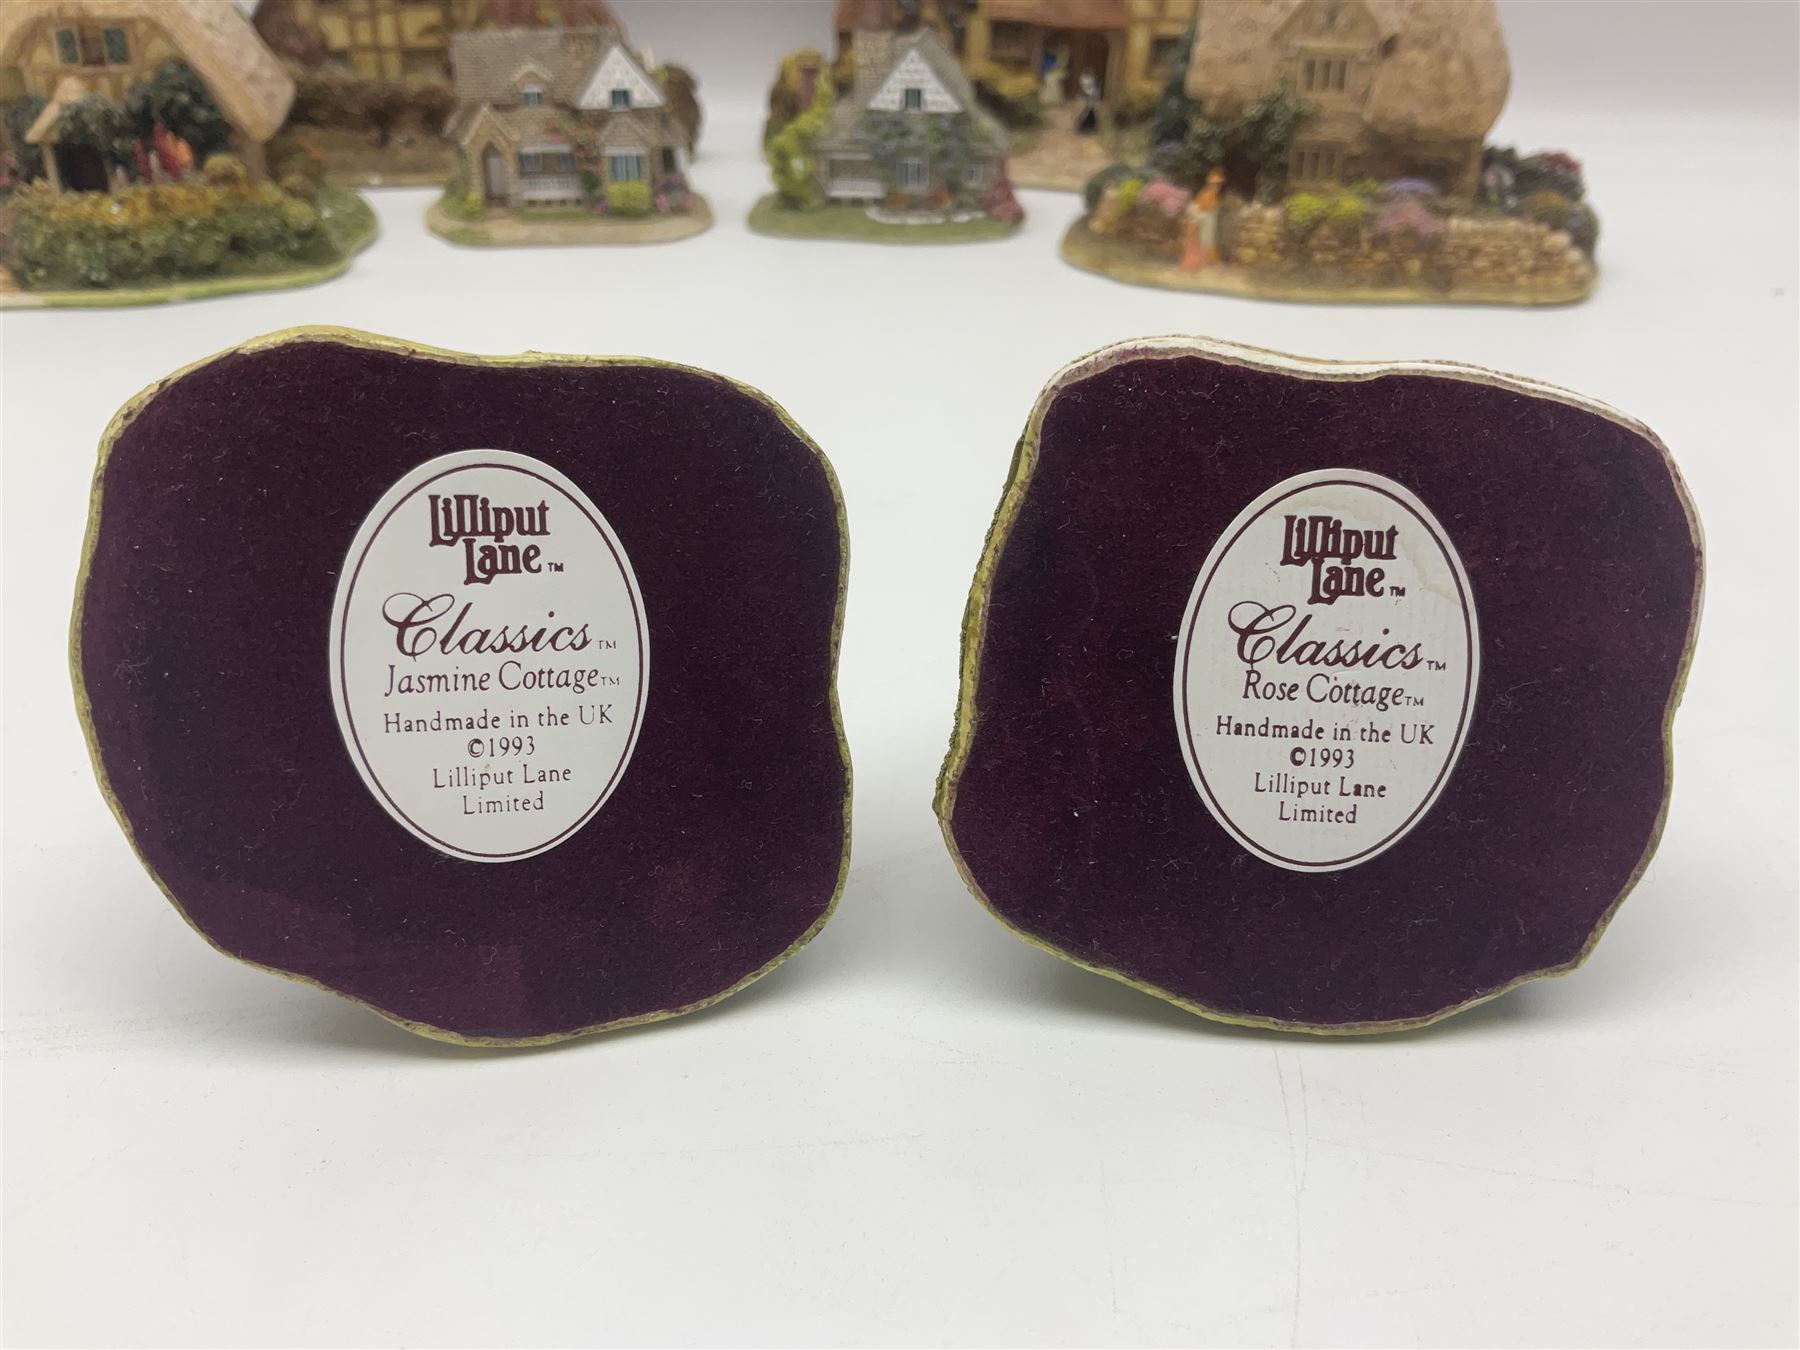 Lilliput
Lane™
Classics™
Jasmine Cottage™
Handmade in the UK
©1993
Lilliput Lane
Limited
Lilliput
Lane™
Classics™
Rose Cottage™
Handmade in the UK
©1993
Lilliput Lane
Limited